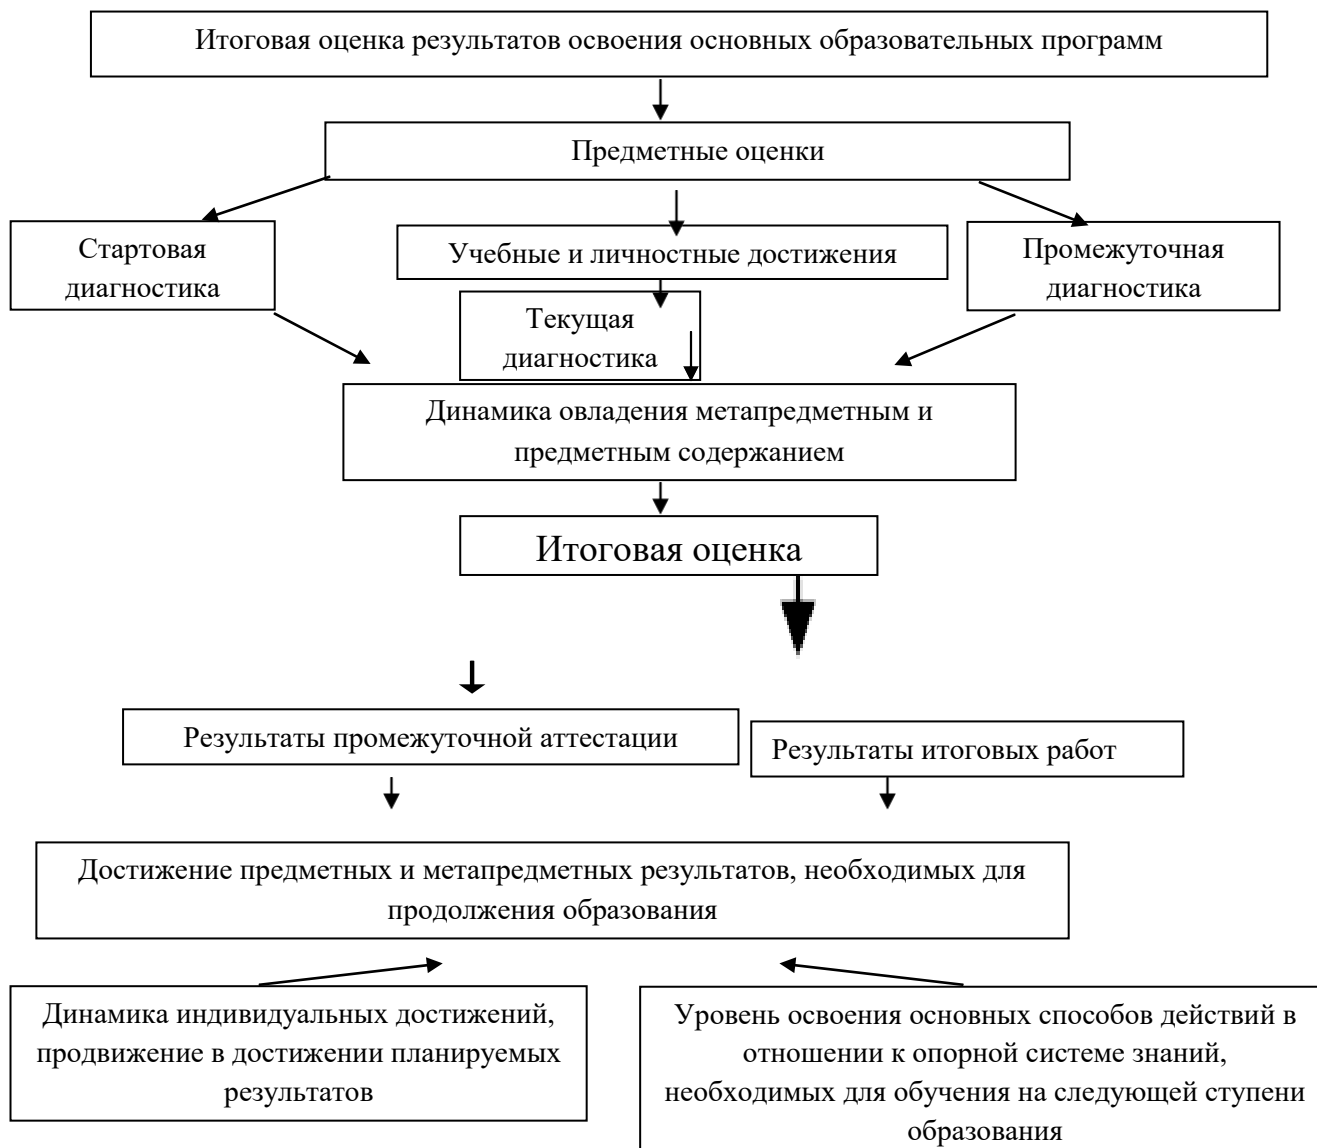 Итоговая оценка результатов освоения основных образовательных программ
Предметные оценки
Стартовая
диагностика
Учебные и личностные достижения
Промежуточная
диагностика
Текущая
диагностика
Динамика овладения метапредметным и
предметным содержанием
Итоговая оценка
Результаты промежуточной аттестации
Результаты итоговых работ
Достижение предметных и метапредметных результатов, необходимых для
продолжения образования
Динамика индивидуальных достижений,
продвижение в достижении планируемых
результатов
Уровень освоения основных способов действий в
отношении к опорной системе знаний,
необходимых для обучения на следующей ступени
образования